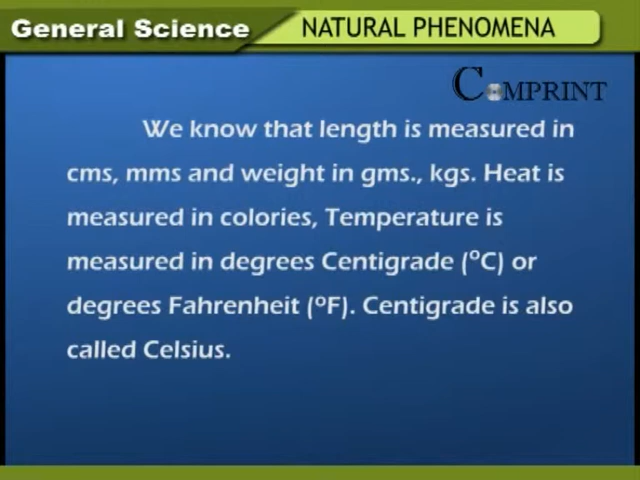 General Science
NATURAL PHENOMENA
COMPRINT
We know that length is measured in
cms, mms and weight in gms., kgs. Heat is
measured in colories, Temperature is
measured in degrees Centigrade (ºC) or
degrees Fahrenheit (ºF). Centigrade is also
called Celsius.